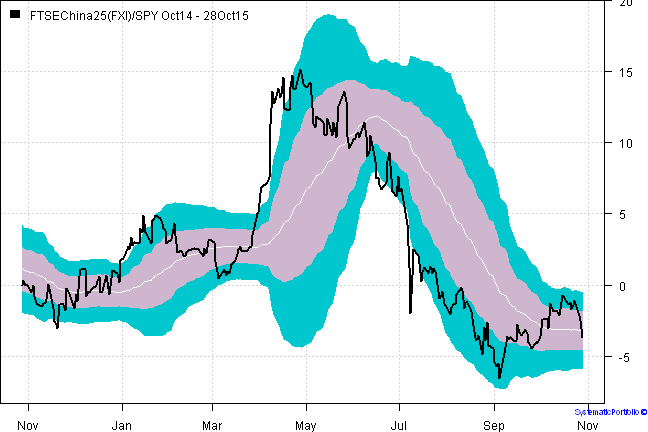 FTSEChina25(FXI)/SPY Oct14 - 28Oct15
20
15
10
5
0
-5
Nov Jan Mar May Jul Sep Nov
SystematicPortfolio ©